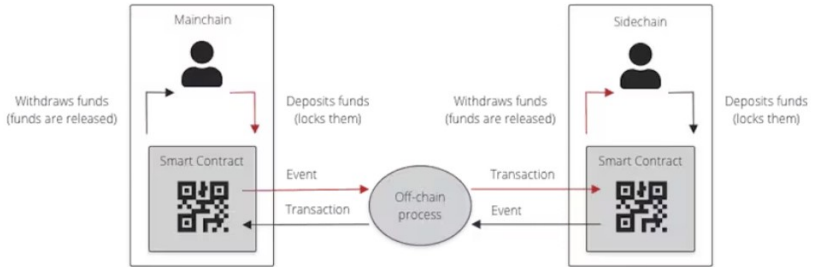 Mainchain
Sidechain
Withdraws funds
(funds are released)
Deposits funds
(locks them)
Withdraws funds
(funds are released)
Deposits funds
(locks them)
Smart Contract
Event
Transaction
Off-chain
process
Transaction
Event
Smart Contract